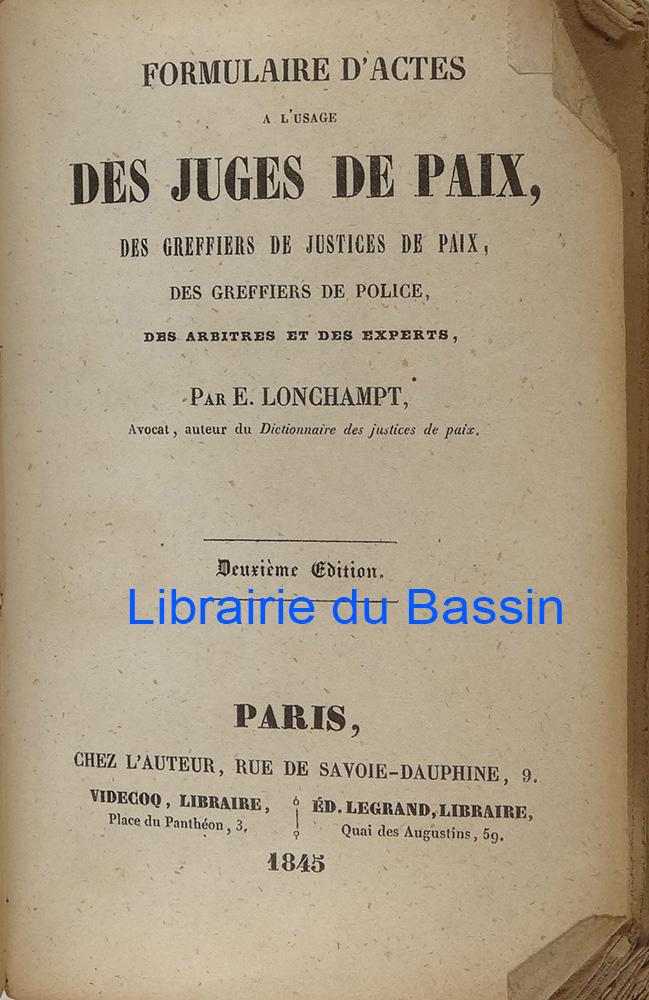 FORMULAIRE D'ACTES
A L'USAGE
DES JUGES DE PAIX,
DES GREFFIERS DE JUSTICES DE PAIX,
DES GREFFIERS DE POLICE,
DES ARBITRES ET DES EXPERTS,
PAR E. LONCHAMPT,
Avocat, auteur du Dictionnaire des justices de paix.
Deuxième Edition.
Librairie du Bassin
PARIS,
CHEZ L'AUTEUR, RUE DE SAVOIE-DAUPHINE, 9.
VIDECOQ, LIBRAIRE,
Place du Panthéon, 3,
ÉD. LEGRAND, LIBRAIRE,
Quai des Augustins, 59.
1845